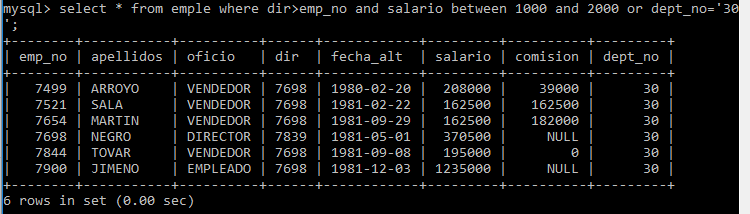 mysql> select * from emple where dir>emp_no and salario between 1000 and 2000 or dept_no='30
';
+--------+-----------+----------+------+------------+---------+----------+---------+
| emp_no | apellidos | oficio   | dir  | fecha_alt  | salario | comision | dept_no |
+--------+-----------+----------+------+------------+---------+----------+---------+
|   7499 | ARROYO    | VENDEDOR | 7698 | 1980-02-20 |  208000 |    39000 |      30 |
|   7521 | SALA      | VENDEDOR | 7698 | 1981-02-22 |  162500 |   162500 |      30 |
|   7654 | MARTIN    | VENDEDOR | 7698 | 1981-09-29 |  162500 |   182000 |      30 |
|   7698 | NEGRO     | DIRECTOR | 7839 | 1981-05-01 |  370500 |     NULL |      30 |
|   7844 | TOVAR     | VENDEDOR | 7698 | 1981-09-08 |  195000 |        0 |      30 |
|   7900 | JIMENO    | EMPLEADO | 7698 | 1981-12-03 | 1235000 |     NULL |      30 |
+--------+-----------+----------+------+------------+---------+----------+---------+
6 rows in set (0.00 sec)